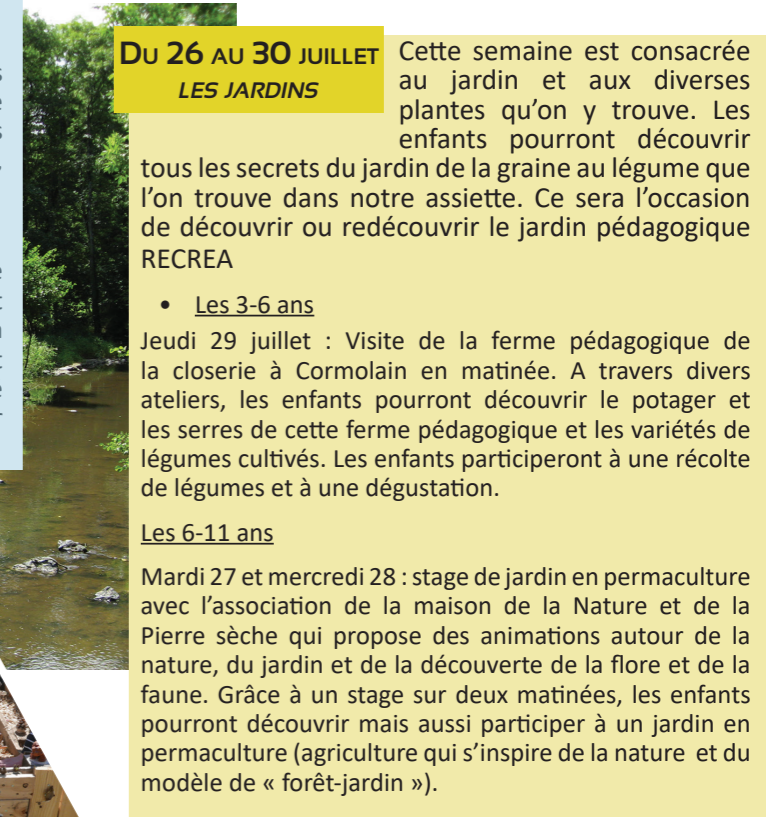 DU 26 AU 30 JUILLET
LES JARDINS
Cette semaine est consacrée
au jardin et aux diverses
plantes qu'on y trouve. Les
enfants pourront découvrir
tous les secrets du jardin de la graine au légume que
l'on trouve dans notre assiette. Ce sera l'occasion
de découvrir ou redécouvrir le jardin pédagogique
RECREA
• Les 3-6 ans
Jeudi 29 juillet : Visite de la ferme pédagogique de
la closerie à Cormolain en matinée. A travers divers
ateliers, les enfants pourront découvrir le potager et
les serres de cette ferme pédagogique et les variétés de
légumes cultivés. Les enfants participeront à une récolte
de légumes et à une dégustation.
Les 6-11 ans
Mardi 27 et mercredi 28 : stage de jardin en permaculture
avec l'association de la maison de la Nature et de la
Pierre sèche qui propose des animations autour de la
nature, du jardin et de la découverte de la flore et de la
faune. Grâce à un stage sur deux matinées, les enfants
pourront découvrir mais aussi participer à un jardin en
permaculture (agriculture qui s'inspire de la nature et du
modèle de « forêt-jardin »).